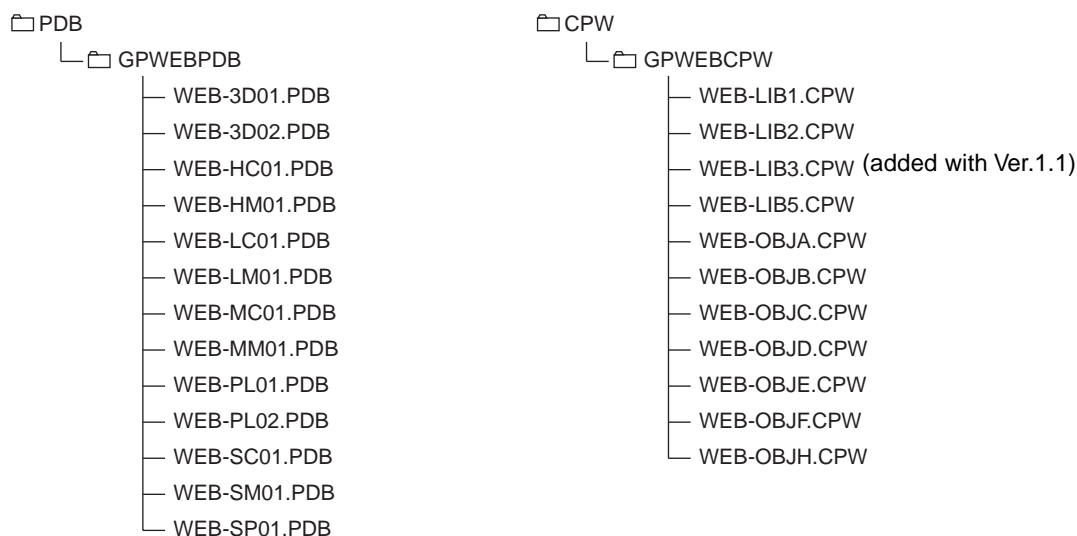 PDB
GPWEBPDB
WEB-3D01.PDB
WEB-3D02.PDB
WEB-HC01.PDB
WEB-HM01.PDB
WEB-LC01.PDB
WEB-LM01.PDB
WEB-MC01.PDB
WEB-MM01.PDB
WEB-PL01.PDB
WEB-PL02.PDB
WEB-SC01.PDB
WEB-SM01.PDB
WEB-SP01.PDB
CPW
GPWEBCPW
WEB-LIB1.CPW
WEB-LIB2.CPW
WEB-LIB3.CPW (added with Ver.1.1)
WEB-LIB5.CPW
WEB-OBJA.CPW
WEB-OBJB.CPW
WEB-OBJC.CPW
WEB-OBJD.CPW
WEB-OBJE.CPW
WEB-OBJF.CPW
WEB-OBJH.CPW